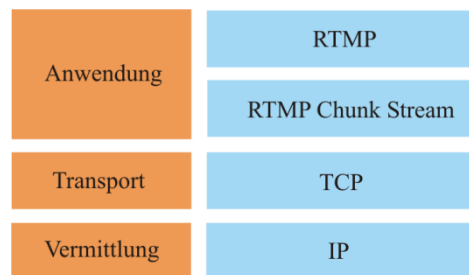 Anwendung
RTMP
RTMP Chunk Stream
Transport
TCP
Vermittlung
IP